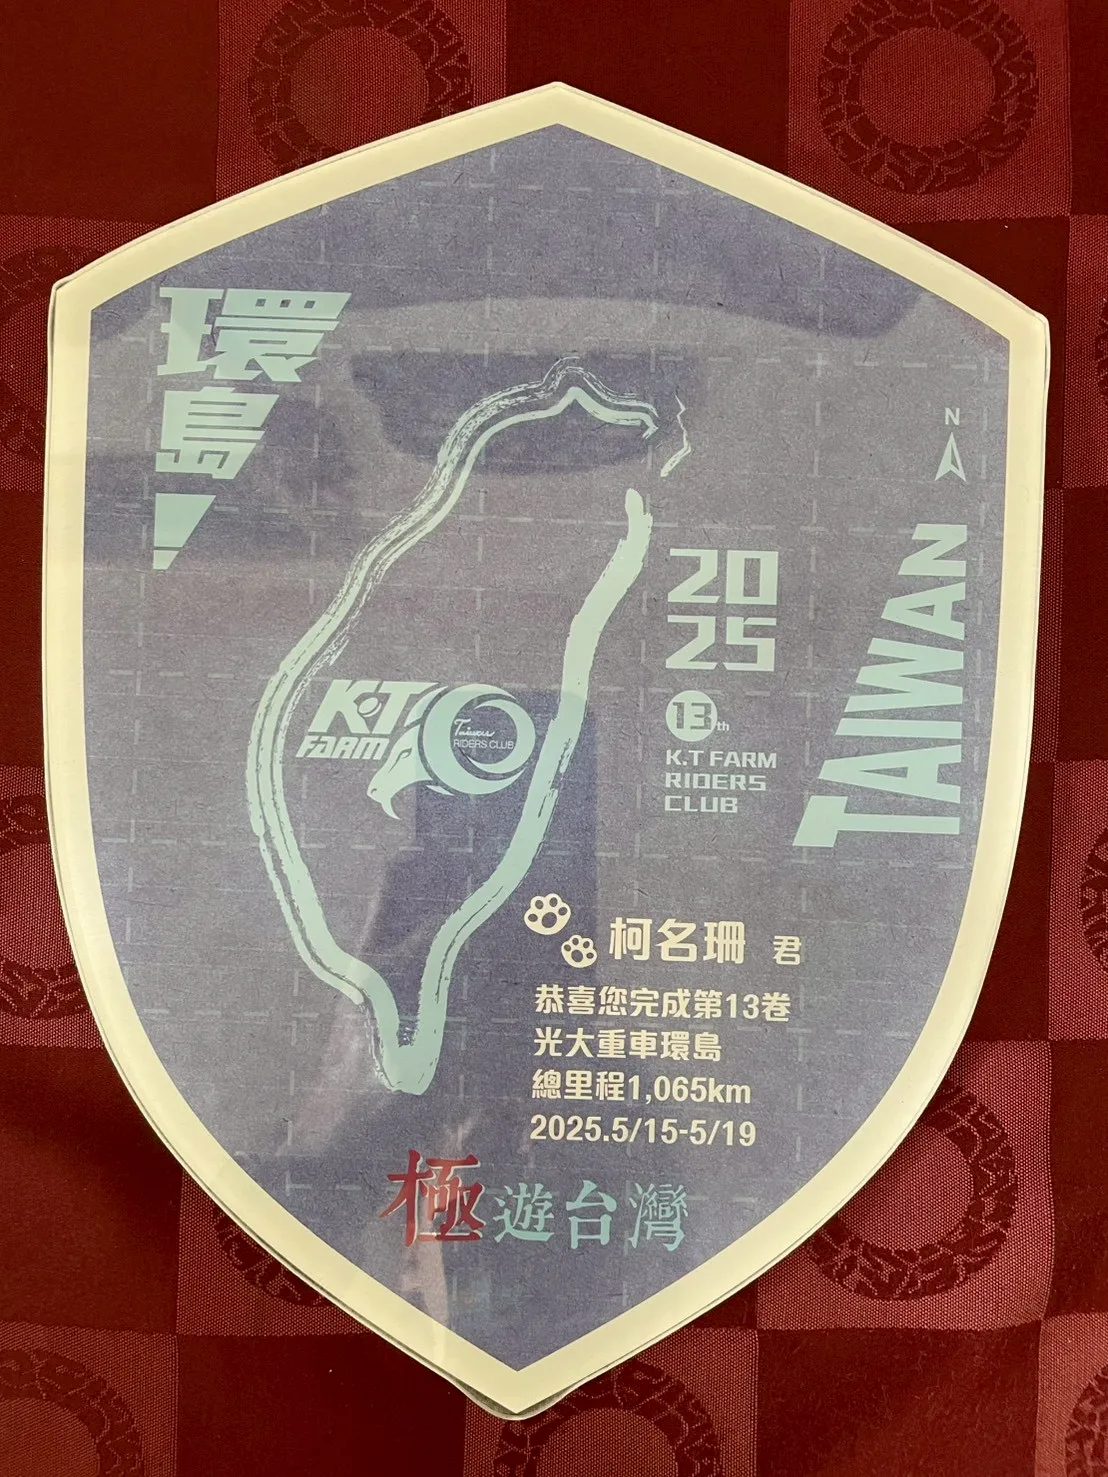 環島!
N
TAIWAN
2025
13th
K.T FARM
RIDERS
CLUB
K.T
FARM
Taiwan
RIDERS CLUB
柯名珊 君
恭喜您完成第13卷
光大重車環島
總里程1,065km
2025.5/15-5/19
極遊台灣